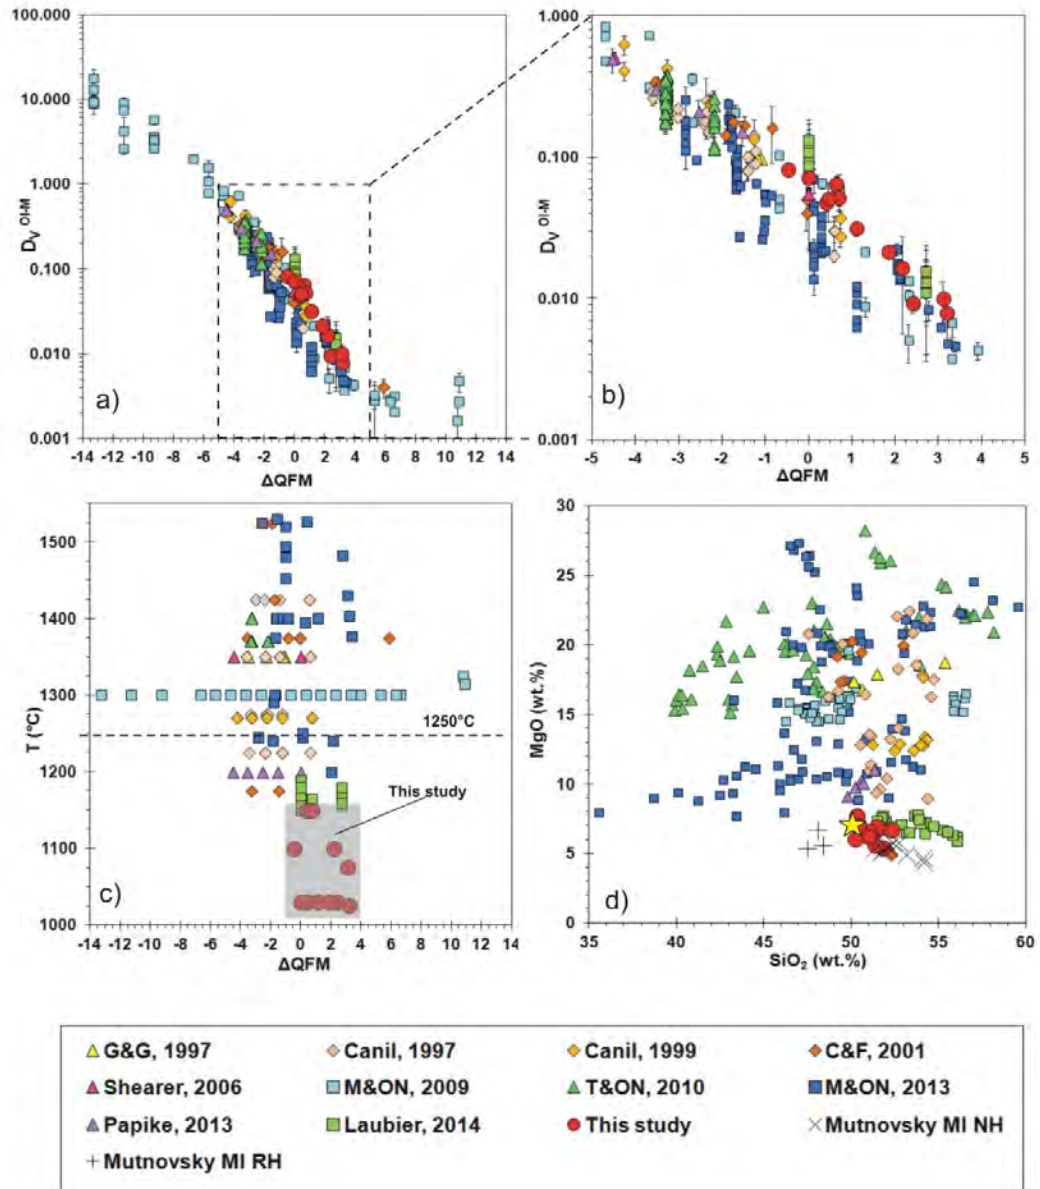 100.000
10.000
1.000
0.100
0.010
0.001
D_V^Ol-M
a)
-14 -12 -10 -8 -6 -4 -2 0 2 4 6 8 10 12 14
ΔQFM
1.000
0.100
0.010
0.001
D_V^Ol-M
b)
-5 -4 -3 -2 -1 0 1 2 3 4 5
ΔQFM
1500
1400
1300
1200
1100
1000
T (°C)
1250°C
This study
c)
-14 -12 -10 -8 -6 -4 -2 0 2 4 6 8 10 12 14
ΔQFM
30
25
20
15
10
5
0
MgO (wt.%)
d)
35 40 45 50 55 60
SiO₂ (wt.%)
G&G, 1997 Canil, 1997 Canil, 1999 C&F, 2001
Shearer, 2006 M&ON, 2009 T&ON, 2010 M&ON, 2013
Papike, 2013 Laubier, 2014 This study Mutnovsky MI NH
Mutnovsky MI RH